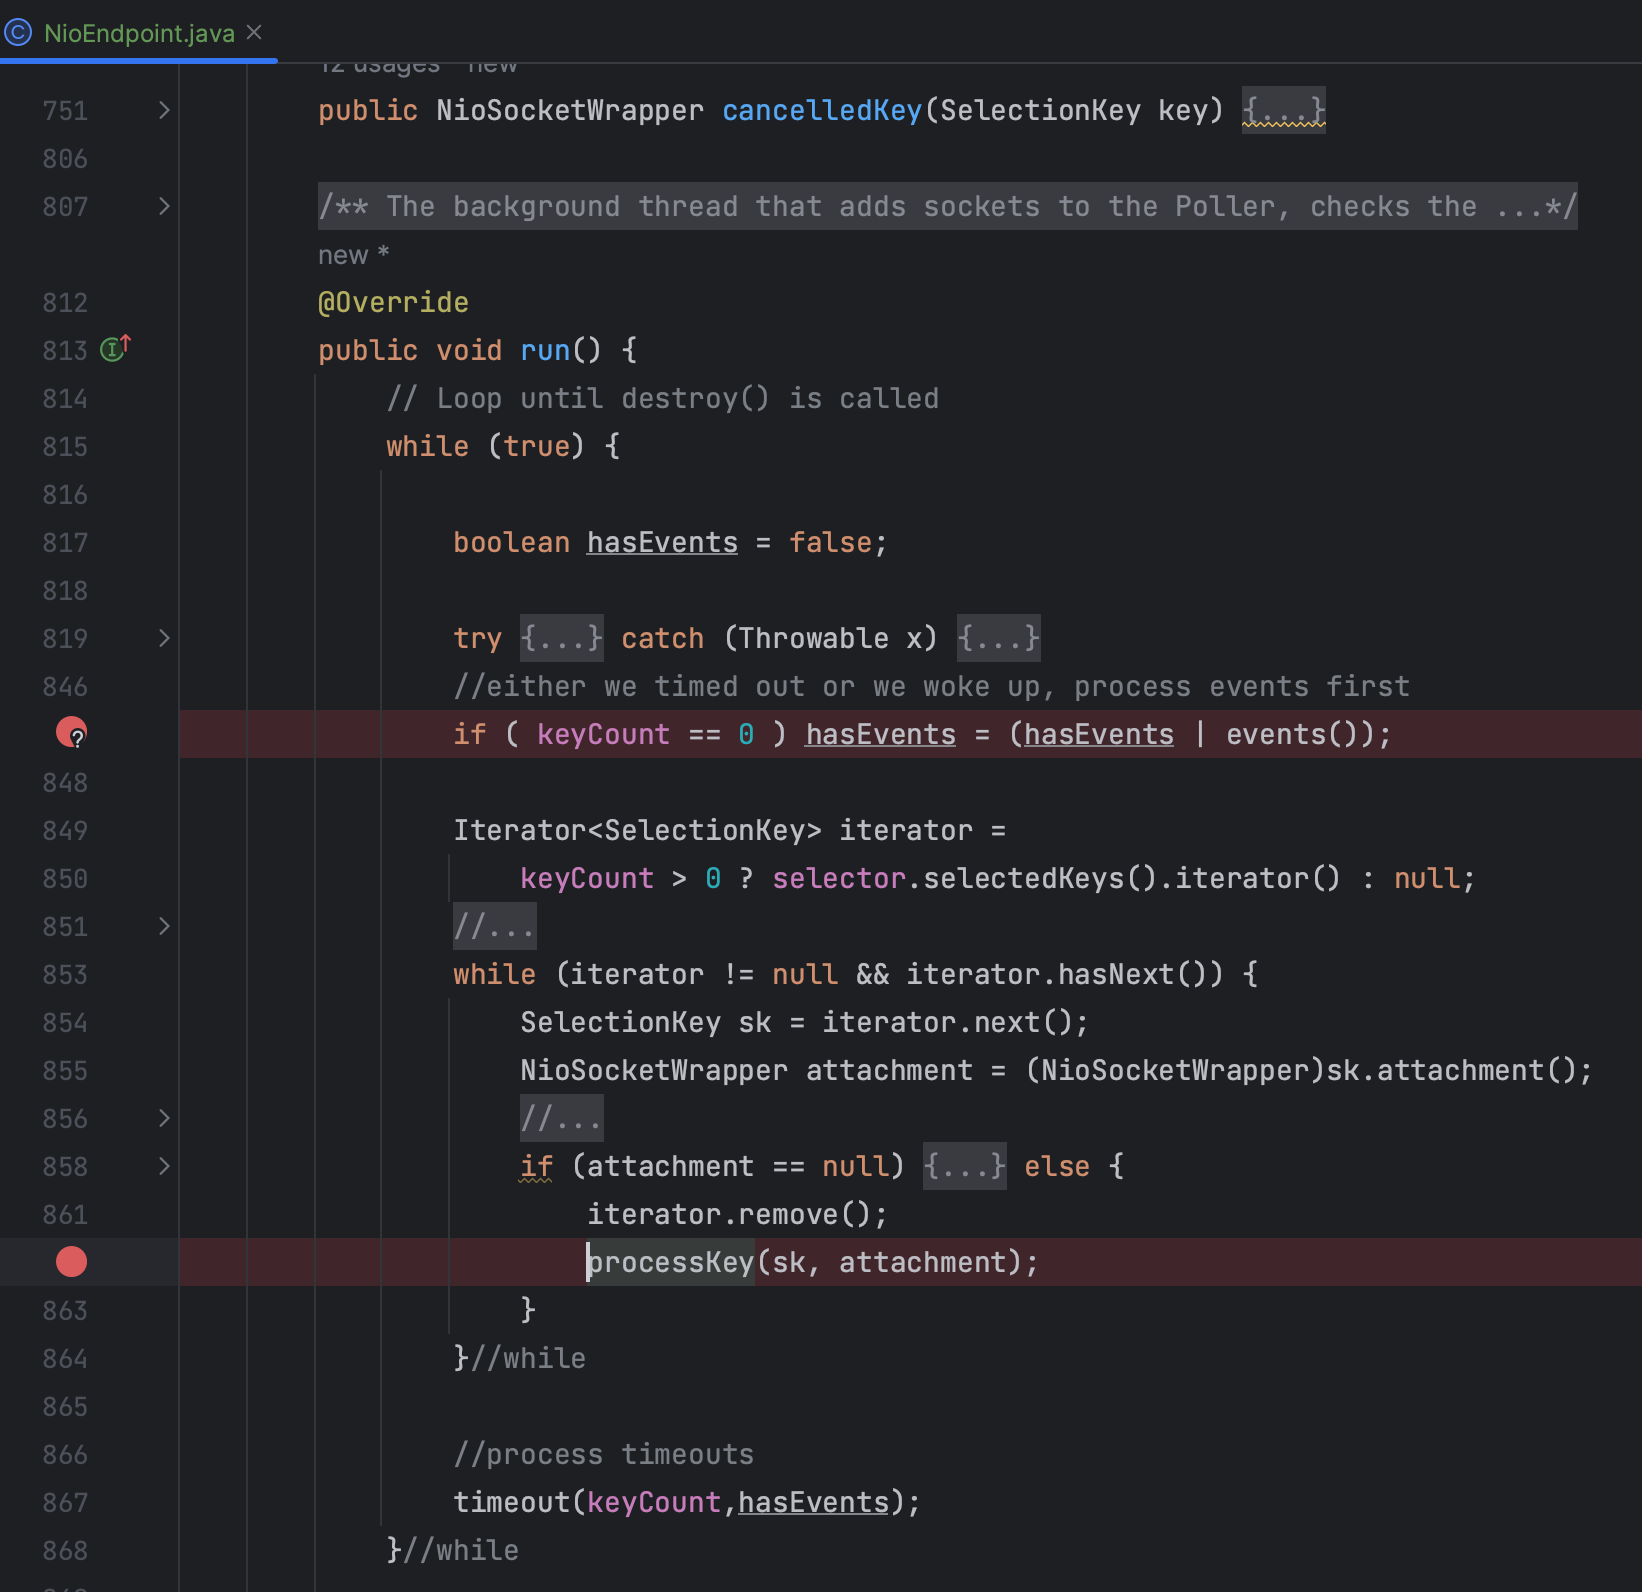 NioEndpoint.java
12 usages new
751 public NioSocketWrapper cancelledKey(SelectionKey key) {...}
806
807 /** The background thread that adds sockets to the Poller, checks the ...*/
new *
812 @Override
813 public void run() {
814 // Loop until destroy() is called
815 while (true) {
816
817 boolean hasEvents = false;
818
819 try {...} catch (Throwable x) {...}
846 //either we timed out or we woke up, process events first
if ( keyCount == 0 ) hasEvents = (hasEvents | events());
848
849 Iterator<SelectionKey> iterator =
850 keyCount > 0 ? selector.selectedKeys().iterator() : null;
851 //...
853 while (iterator != null && iterator.hasNext()) {
854 SelectionKey sk = iterator.next();
855 NioSocketWrapper attachment = (NioSocketWrapper)sk.attachment();
856 //...
858 if (attachment == null) {...} else {
861 iterator.remove();
processKey(sk, attachment);
863 }
864 }//while
865
866 //process timeouts
867 timeout(keyCount,hasEvents);
868 }//while